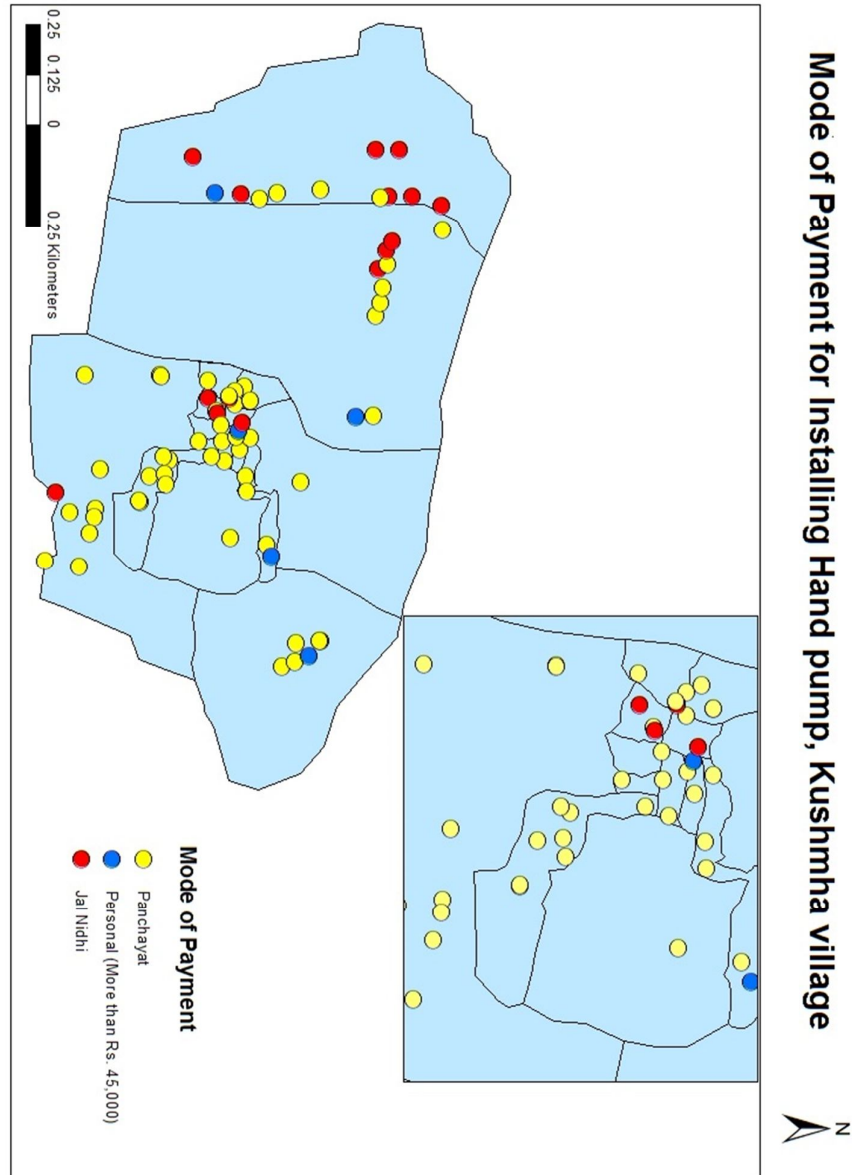 Mode of Payment for Installing Hand pump, Kushmha village
N
0.25 0.125 0 0.25 Kilometers
Mode of Payment
Panchayat
Personal (More than Rs. 45,000)
Jal Nidhi